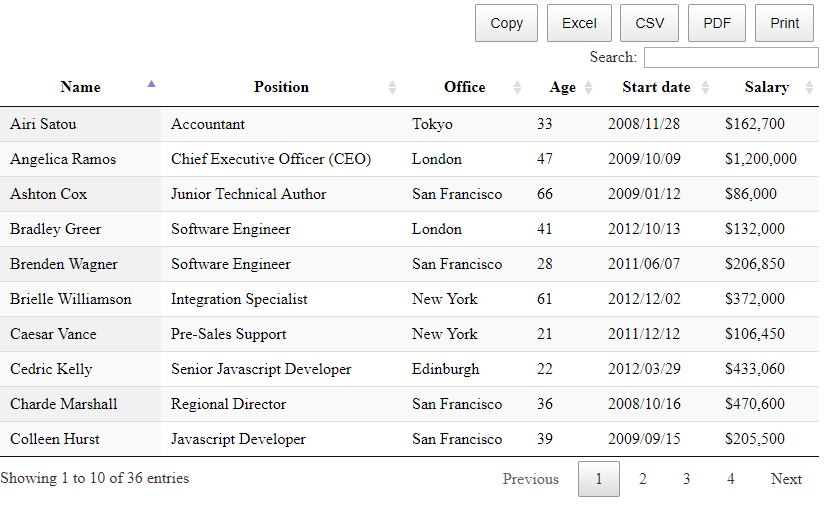 Copy Excel CSV PDF Print
Search:
Name Position Office Age Start date Salary
Airi Satou Accountant Tokyo 33 2008/11/28 $162,700
Angelica Ramos Chief Executive Officer (CEO) London 47 2009/10/09 $1,200,000
Ashton Cox Junior Technical Author San Francisco 66 2009/01/12 $86,000
Bradley Greer Software Engineer London 41 2012/10/13 $132,000
Brenden Wagner Software Engineer San Francisco 28 2011/06/07 $206,850
Brielle Williamson Integration Specialist New York 61 2012/12/02 $372,000
Caesar Vance Pre-Sales Support New York 21 2011/12/12 $106,450
Cedric Kelly Senior Javascript Developer Edinburgh 22 2012/03/29 $433,060
Charde Marshall Regional Director San Francisco 36 2008/10/16 $470,600
Colleen Hurst Javascript Developer San Francisco 39 2009/09/15 $205,500
Showing 1 to 10 of 36 entries Previous 1 2 3 4 Next